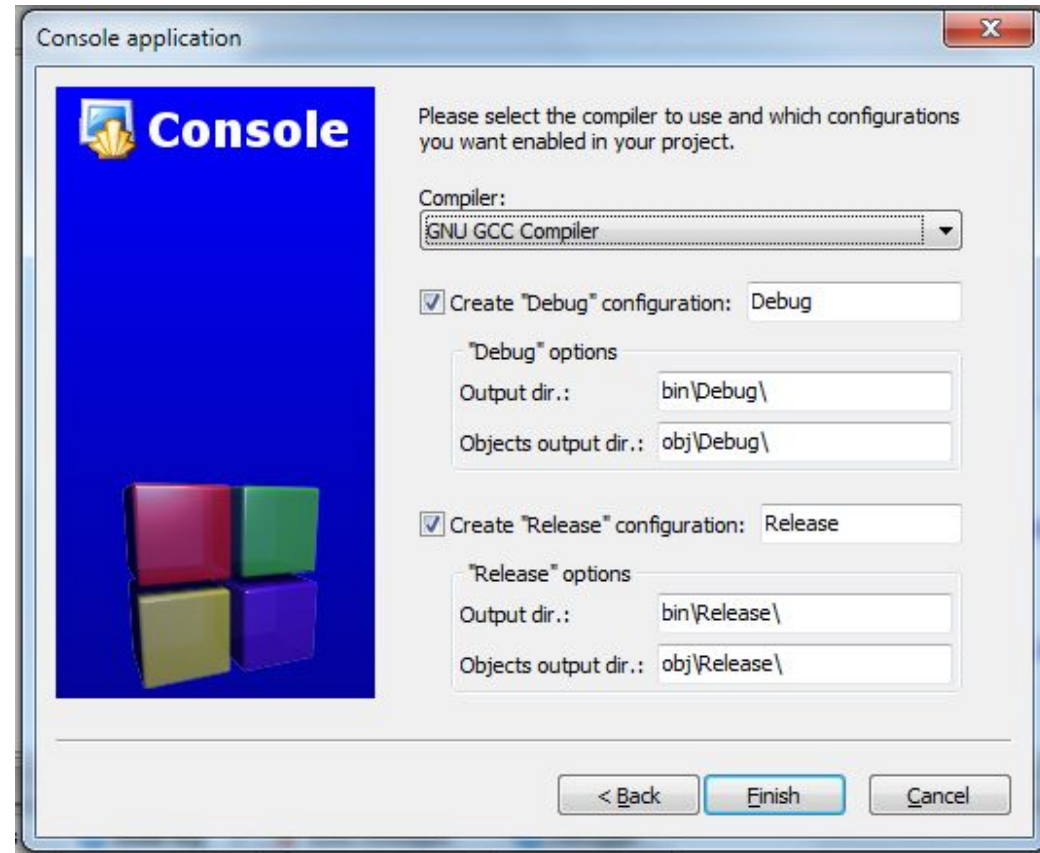 Console application
Console
Please select the compiler to use and which configurations
you want enabled in your project.
Compiler:
GNU GCC Compiler
Create "Debug" configuration: Debug
"Debug" options
Output dir.: bin\Debug\
Objects output dir.: obj\Debug\
Create "Release" configuration: Release
"Release" options
Output dir.: bin\Release\
Objects output dir.: obj\Release\
< Back Finish Cancel